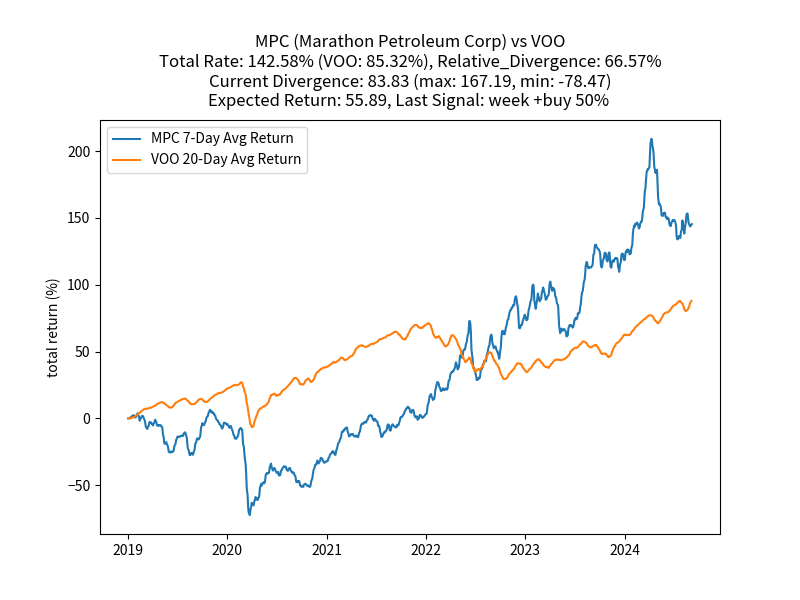 MPC (Marathon Petroleum Corp) vs VOO
Total Rate: 142.58% (VOO: 85.32%), Relative_Divergence: 66.57%
Current Divergence: 83.83 (max: 167.19, min: -78.47)
Expected Return: 55.89, Last Signal: week +buy 50%
MPC 7-Day Avg Return
VOO 20-Day Avg Return
total return (%)
200
150
100
50
0
−50
2019 2020 2021 2022 2023 2024